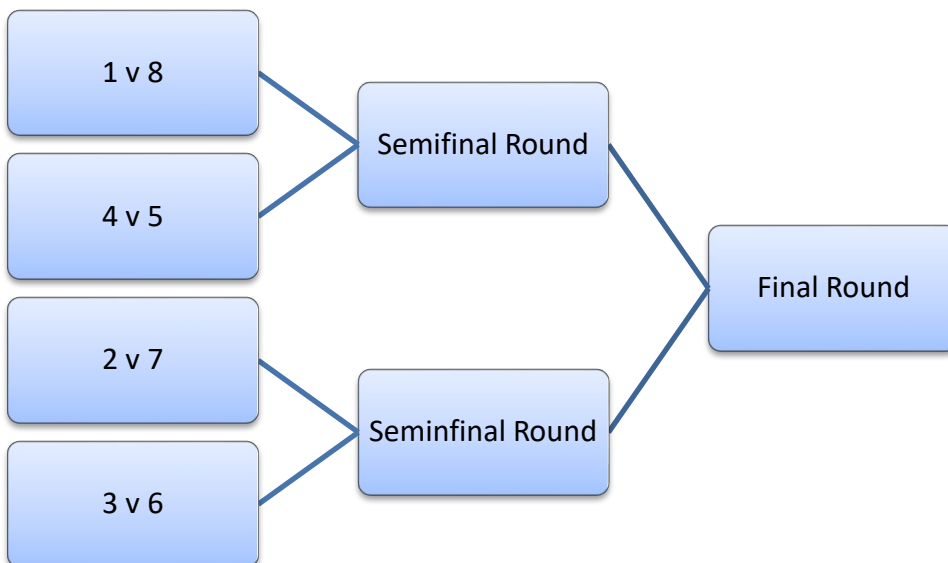 1 v 8
4 v 5
2 v 7
3 v 6
Semifinal Round
Seminfinal Round
Final Round